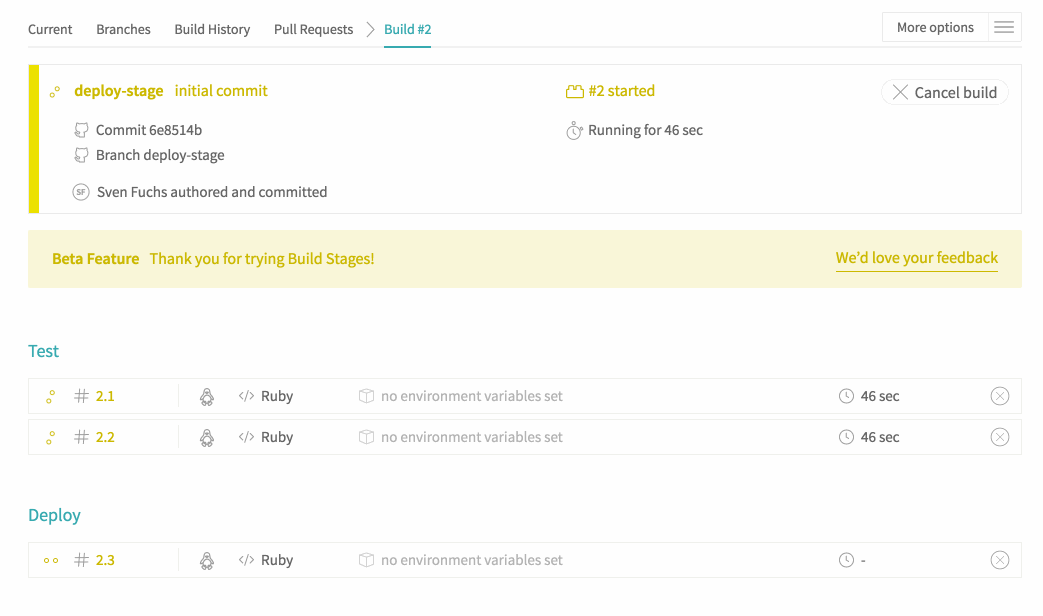 Current Branches Build History Pull Requests Build #2 More options
deploy-stage initial commit #2 started Cancel build
Commit 6e8514b Running for 46 sec
Branch deploy-stage
SF Sven Fuchs authored and committed
Beta Feature Thank you for trying Build Stages! We'd love your feedback
Test
# 2.1 </> Ruby no environment variables set 46 sec
# 2.2 </> Ruby no environment variables set 46 sec
Deploy
# 2.3 </> Ruby no environment variables set -